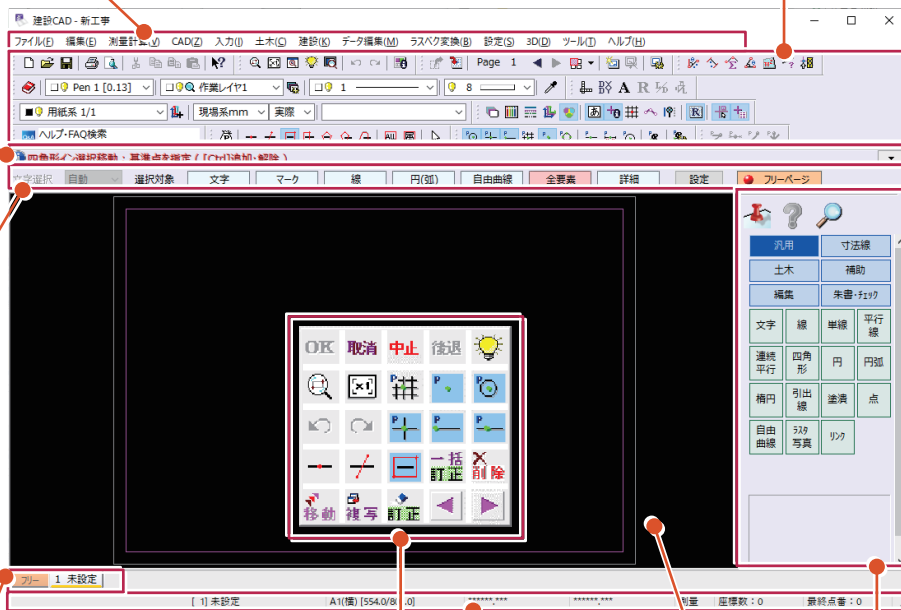 建設CAD - 新工事
ファイル(F) 編集(E) 測量計算(V) CAD(Z) 入力(I) 土木(C) 建設(K) データ編集(M) ラスベク変換(B) 設定(S) 3D(D) ツール(T) ヘルプ(H)
Page 1
Pen 1 [0.13] 作業レイヤ1 1 8
用紙系 1/1 現場系mm 実際
ヘルプ・FAQ検索
四角形イン選択移動：基準点を指定（ [Ctrl]追加・解除 ）
文字選択 自動 選択対象 文字 マーク 線 円(弧) 自由曲線 全要素 詳細 設定 フリーページ
汎用 寸法線
土木 補助
編集 朱書・チェック
文字 線 単線 平行線
連続平行 四角形 円 円弧
楕円 引出線 塗潰 点
自由曲線 ラスタ写真 リンク
OK 取消 中止 後退
[×1] P P P
P P P
一括訂正 削除
移動 複写 訂正
フリー 1 未設定
[ 1] 未設定 A1(横) [554.0/8 .0] ******.*** ******.*** 測量 座標数：0 最終点番：0